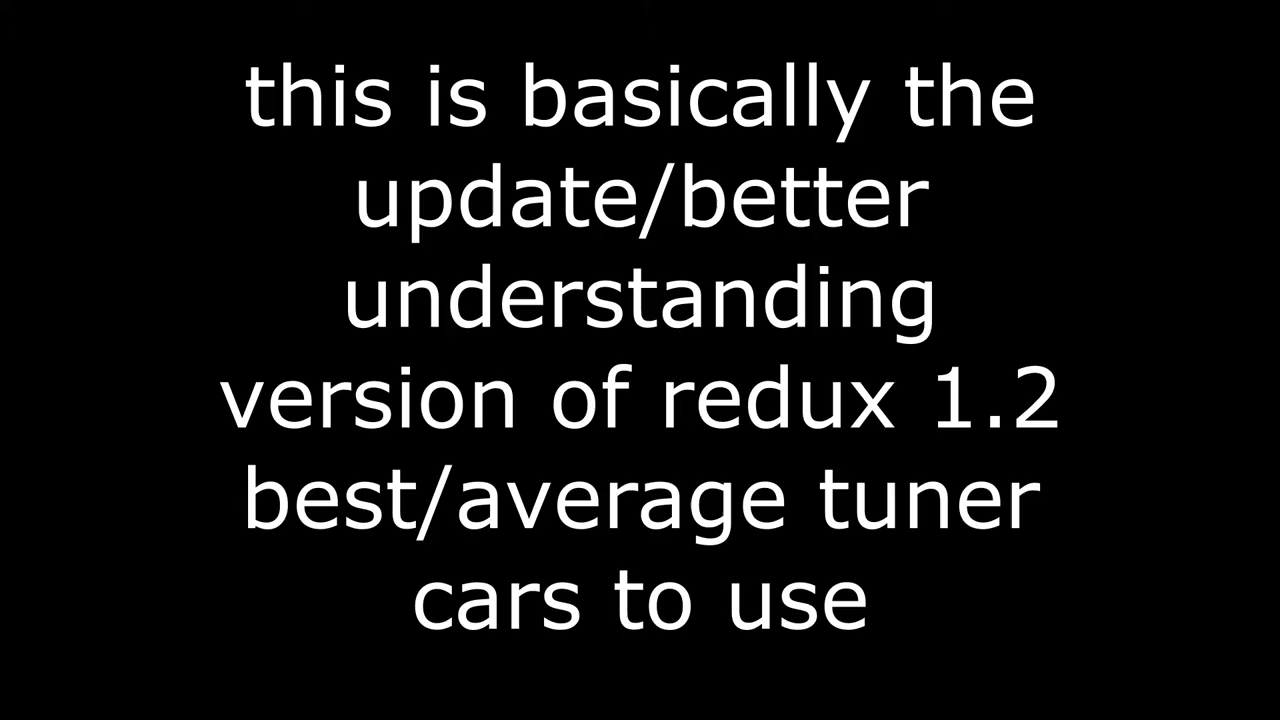 this is basically the
update/better
understanding
version of redux 1.2
best/average tuner
cars to use